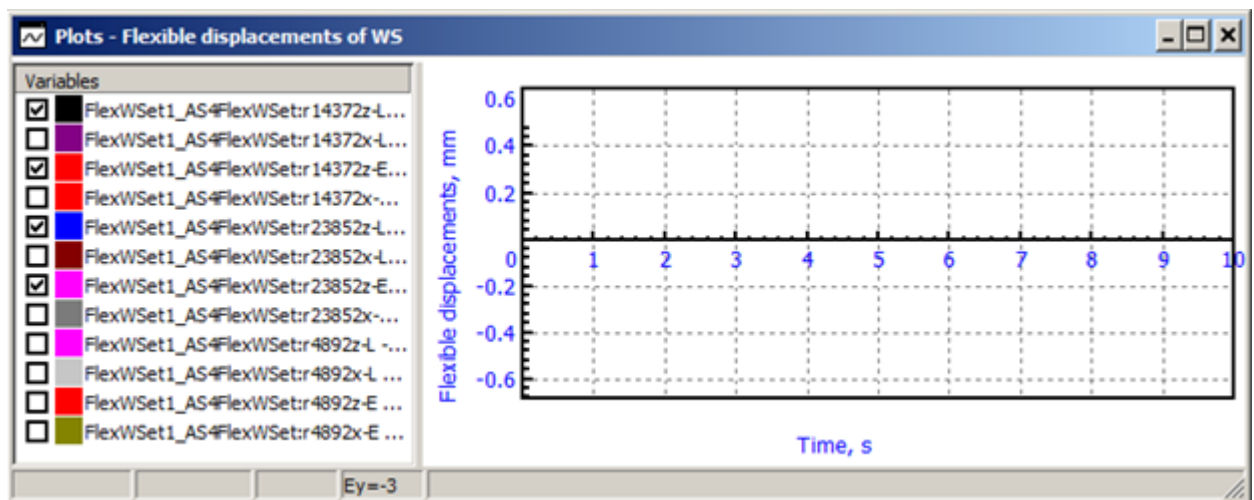 Plots - Flexible displacements of WS
Variables
FlexWSet1_AS4FlexWSet:r14372z-L...
FlexWSet1_AS4FlexWSet:r14372x-L...
FlexWSet1_AS4FlexWSet:r14372z-E...
FlexWSet1_AS4FlexWSet:r14372x-...
FlexWSet1_AS4FlexWSet:r23852z-L...
FlexWSet1_AS4FlexWSet:r23852x-L...
FlexWSet1_AS4FlexWSet:r23852z-E...
FlexWSet1_AS4FlexWSet:r23852x-...
FlexWSet1_AS4FlexWSet:r4892z-L -...
FlexWSet1_AS4FlexWSet:r4892x-L ...
FlexWSet1_AS4FlexWSet:r4892z-E ...
FlexWSet1_AS4FlexWSet:r4892x-E ...
Flexible displacements, mm
0.6
0.4
0.2
0 1 2 3 4 5 6 7 8 9 10
-0.2
-0.4
-0.6
Time, s
Ey=-3